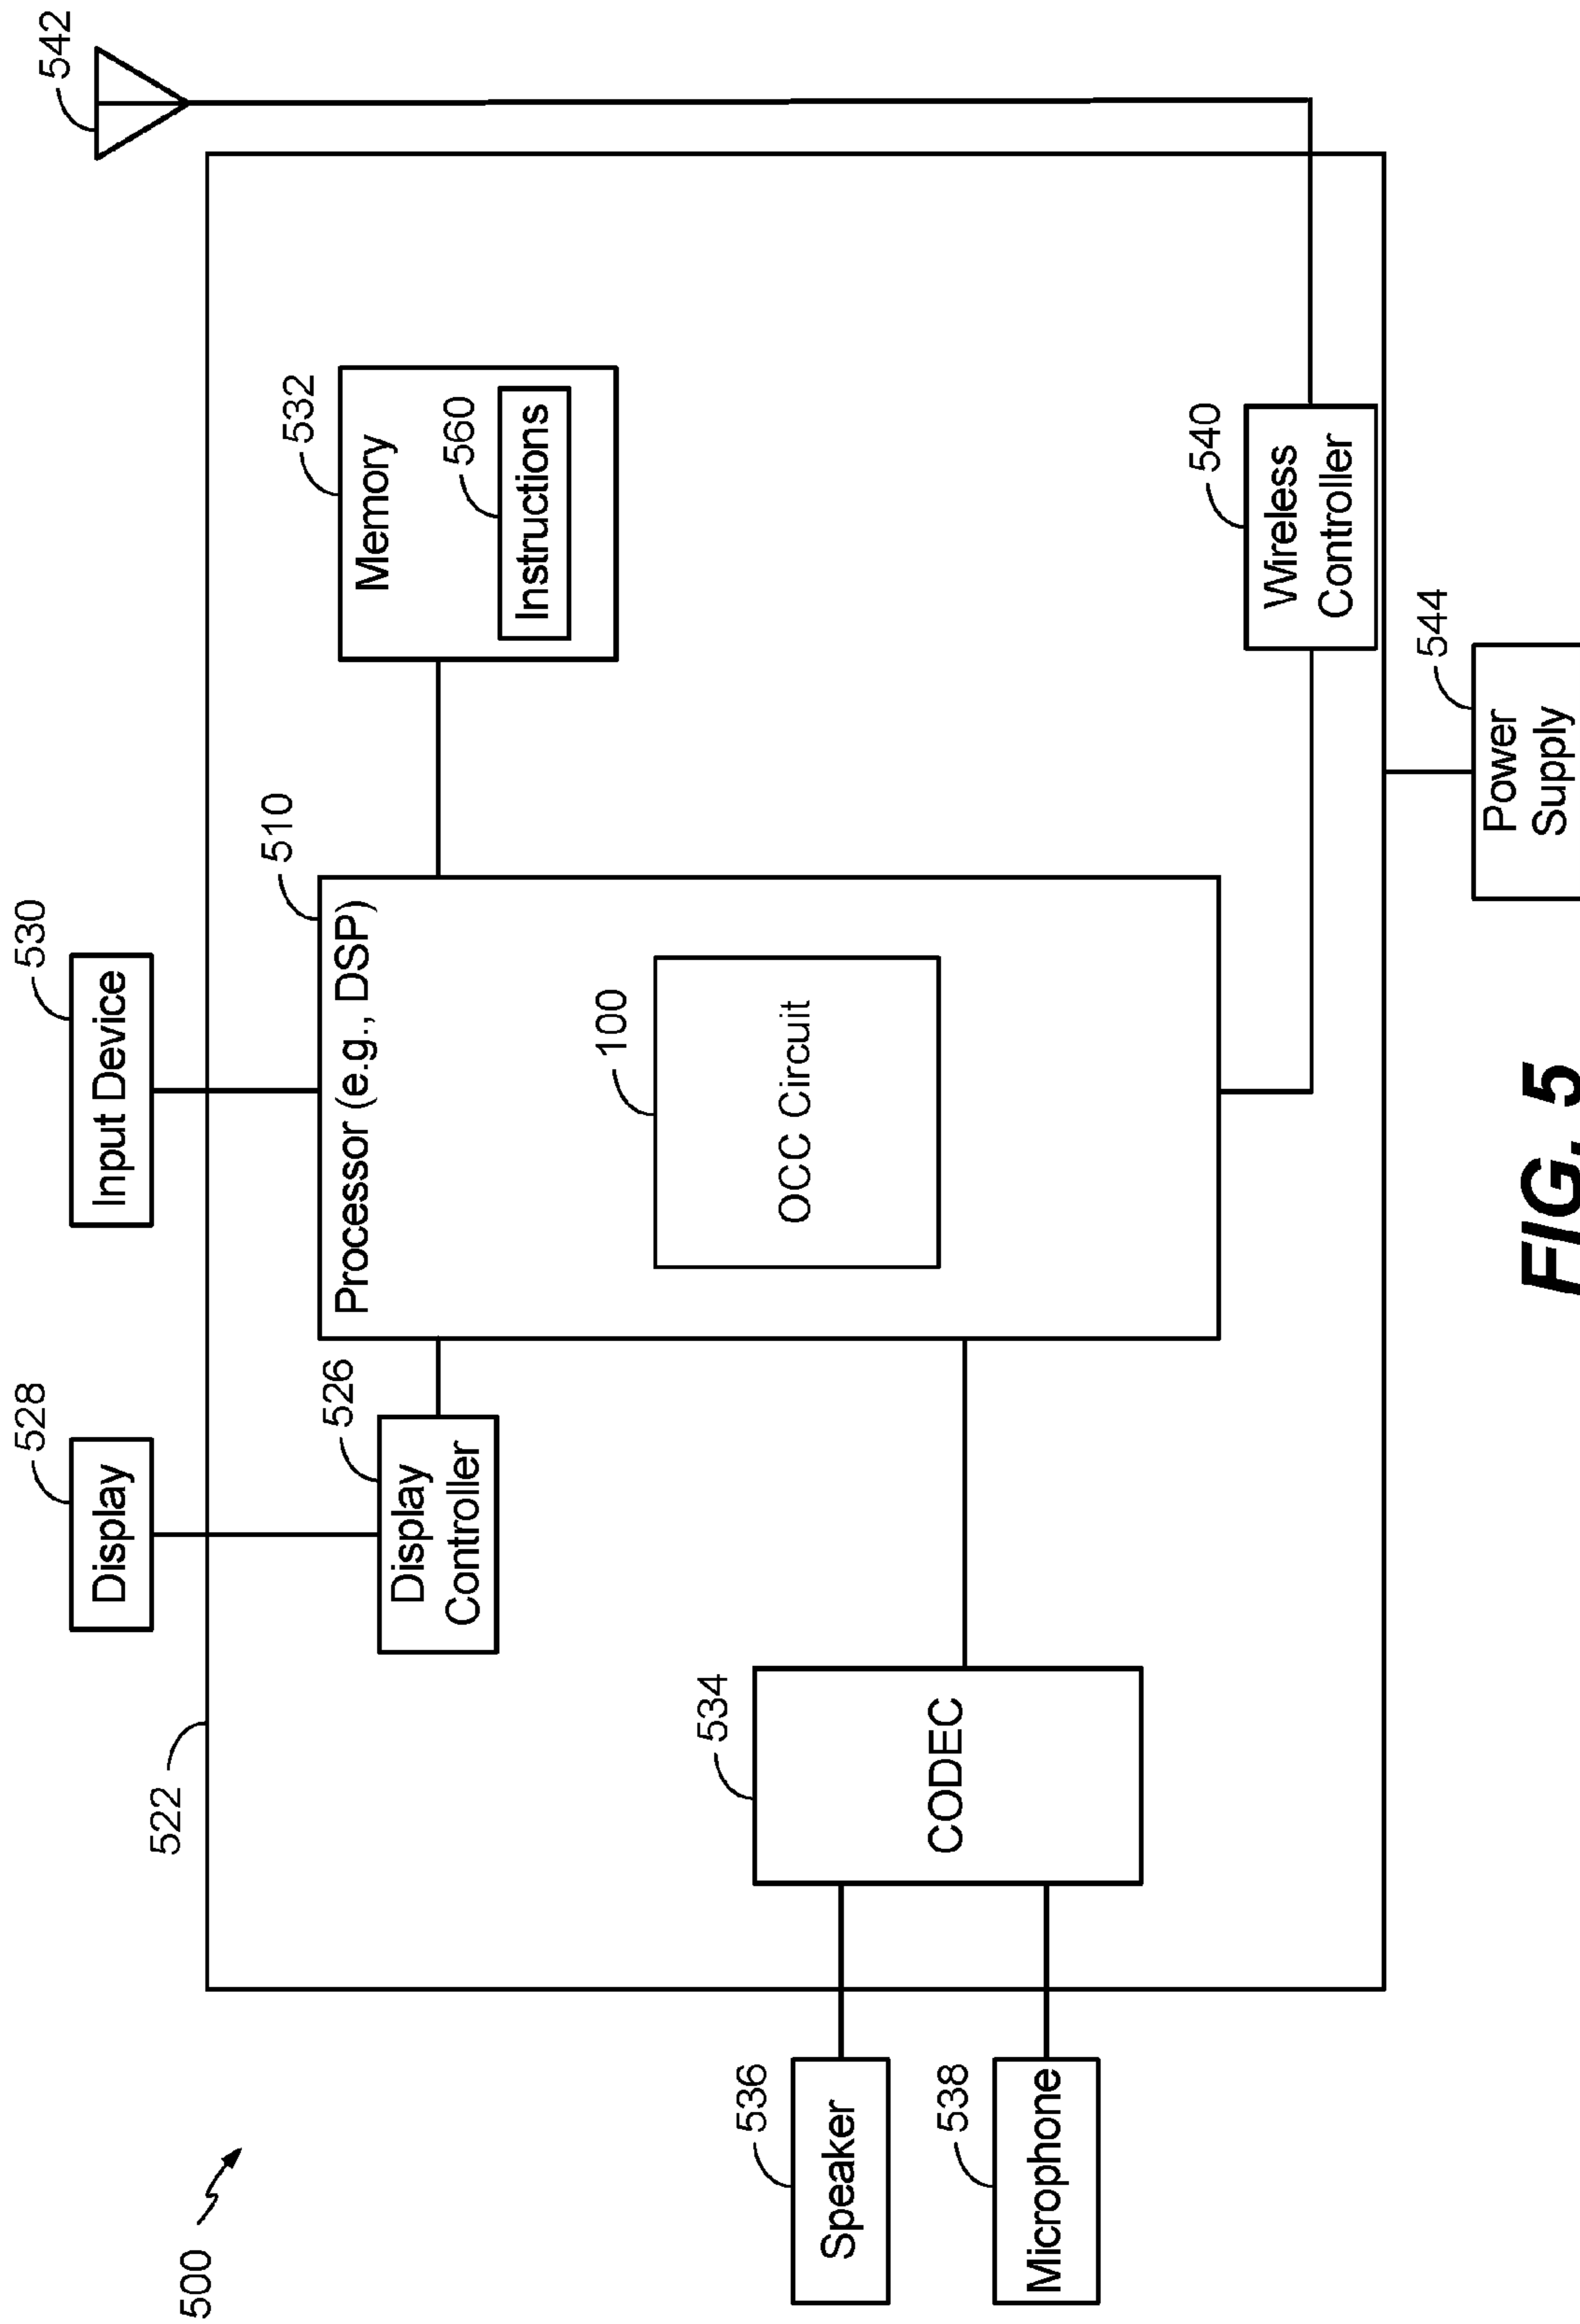 500
522
528
Display
530
Input Device
542
526
Display
Controller
510
Processor (e.g., DSP)
100
OCC Circuit
532
Memory
560
Instructions
534
CODEC
536
Speaker
538
Microphone
540
Wireless
Controller
544
Power
Supply
FIG. 5